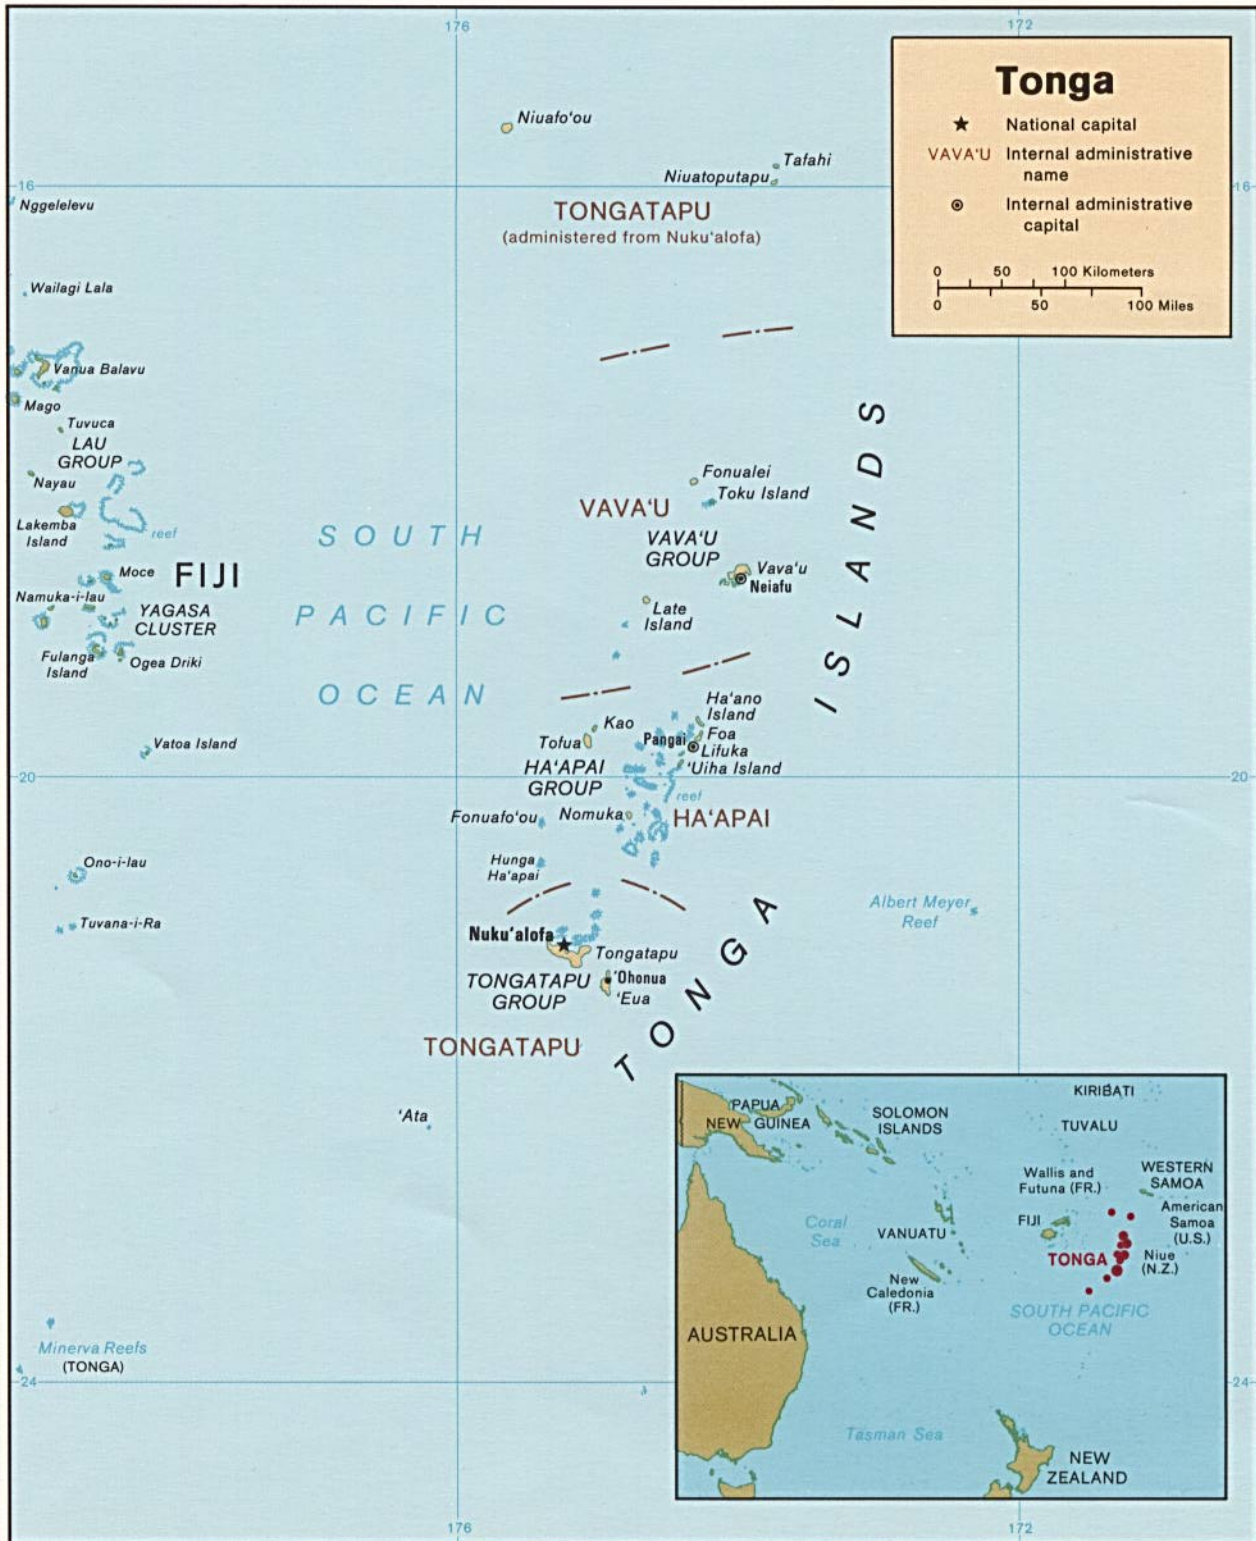 176
172
Tonga
National capital
VAVA‘U Internal administrative
name
Internal administrative
capital
0 50 100 Kilometers
0 50 100 Miles
Niuafo‘ou
Tafahi
Niuatoputapu
16
16
Nggelelevu
TONGATAPU
(administered from Nuku‘alofa)
Wailagi Lala
Vanua Balavu
Mago
Tuvuca
LAU
GROUP
Nayau
Lakemba
Island
reef
Moce
FIJI
Namuka-i-lau
YAGASA
CLUSTER
Fulanga
Island
Ogea Driki
Vatoa Island
SOUTH
PACIFIC
OCEAN
Fonualei
Toku Island
VAVA‘U
VAVA‘U
GROUP
Vava‘u
Neiafu
Late
Island
TONGA ISLANDS
Ha‘ano
Island
Kao
Foa
Pangai
Tofua
Lifuka
‘Uiha Island
HA‘APAI
GROUP
20
20
reef
Fonuafo‘ou
Nomuka
HA‘APAI
Hunga
Ha‘apai
Ono-i-lau
Tuvana-i-Ra
Albert Meyer
Reef
Nuku‘alofa
Tongatapu
TONGATAPU
GROUP
‘Ohonua
‘Eua
TONGATAPU
‘Ata
Minerva Reefs
(TONGA)
24
24
176
172
KIRIBATI
PAPUA
NEW GUINEA
SOLOMON
ISLANDS
TUVALU
Wallis and
Futuna (FR.)
WESTERN
SAMOA
American
Samoa
(U.S.)
Coral
Sea
VANUATU
FIJI
TONGA
Niue
(N.Z.)
New
Caledonia
(FR.)
SOUTH PACIFIC
OCEAN
AUSTRALIA
Tasman Sea
NEW
ZEALAND